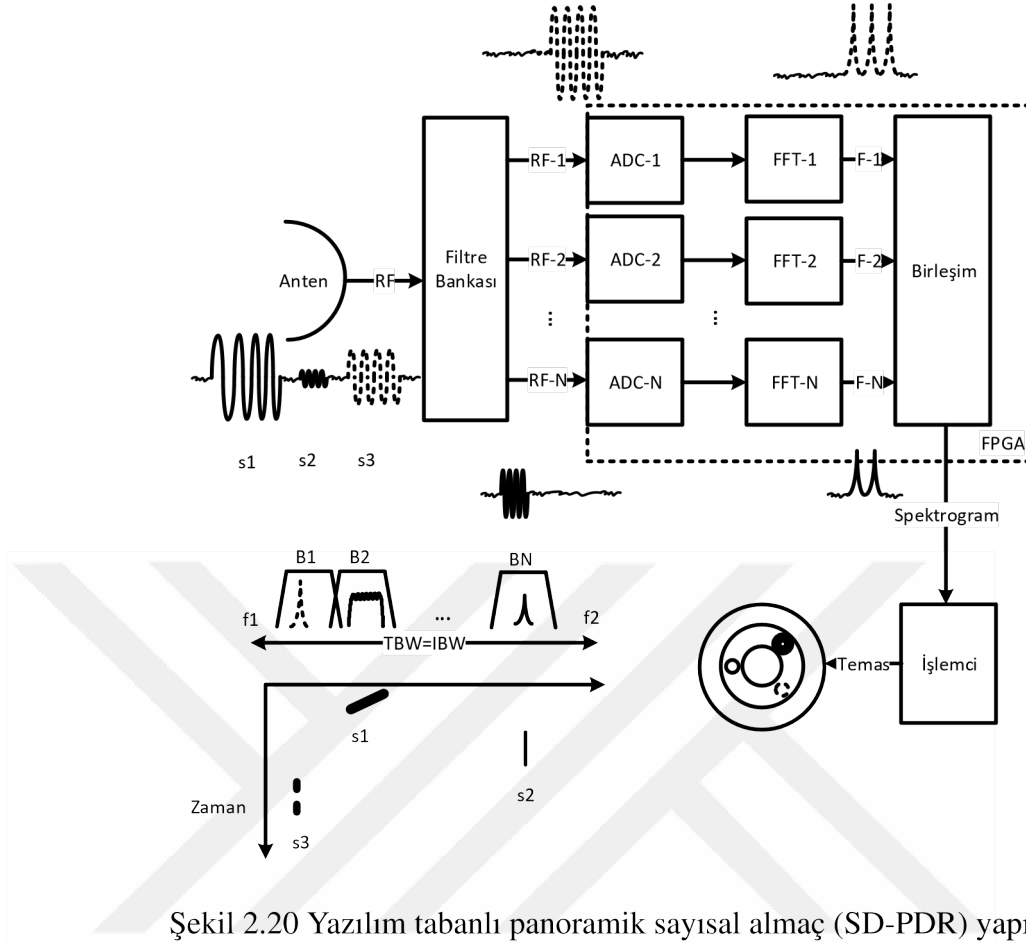 RF-1
ADC-1
FFT-1
F-1
Filtre
Bankası
RF-2
ADC-2
FFT-2
F-2
Birleşim
Anten
RF
...
...
RF-N
ADC-N
FFT-N
F-N
FPGA
s1
s2
s3
Spektrogram
B1
B2
BN
f1
...
f2
TBW=IBW
Temas
İşlemci
s1
s2
Zaman
s3
Şekil 2.20 Yazılım tabanlı panoramik sayısal almaç (SD-PDR) yapı